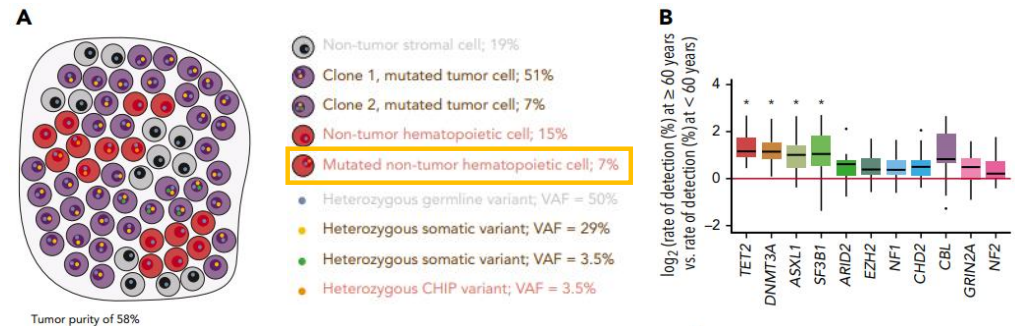 A
Non-tumor stromal cell; 19%
Clone 1, mutated tumor cell; 51%
Clone 2, mutated tumor cell; 7%
Non-tumor hematopoietic cell; 15%
Mutated non-tumor hematopoietic cell; 7%
Heterozygous germline variant; VAF = 50%
Heterozygous somatic variant; VAF = 29%
Heterozygous somatic variant; VAF = 3.5%
Heterozygous CHIP variant; VAF = 3.5%
Tumor purity of 58%
B
log₂ (rate of detection (%) at ≥ 60 years
vs. rate of detection (%) at < 60 years)
4
2
0
−2
* * * *
TET2
DNMT3A
ASXL1
SF3B1
ARID2
EZH2
NF1
CHD2
CBL
GRIN2A
NF2